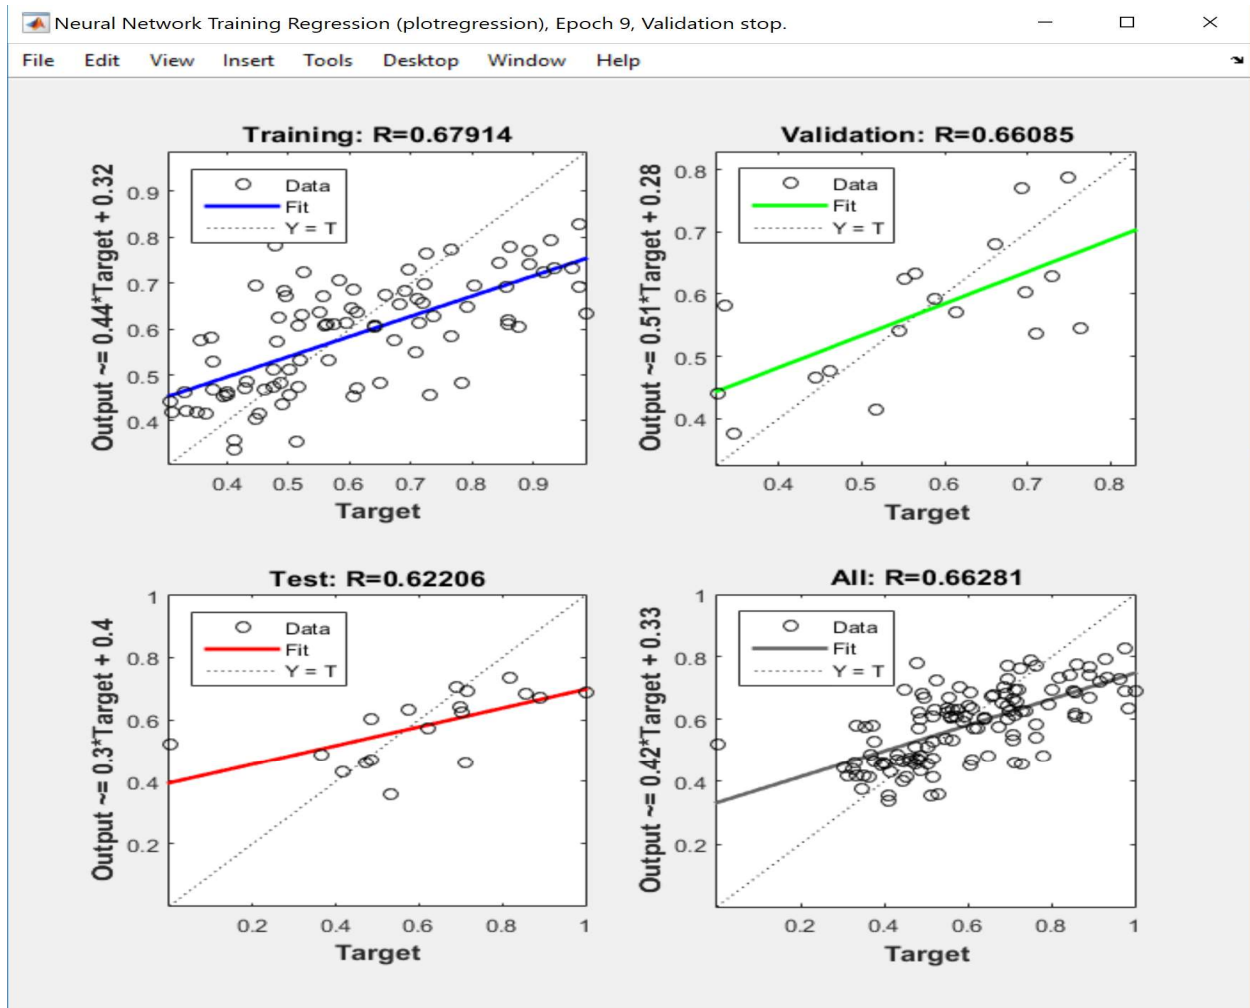 Neural Network Training Regression (plotregression), Epoch 9, Validation stop.
File Edit View Insert Tools Desktop Window Help
Training: R=0.67914
Output ~= 0.44*Target + 0.32
Data
Fit
Y = T
0.9
0.8
0.7
0.6
0.5
0.4
0.4 0.5 0.6 0.7 0.8 0.9
Target
Validation: R=0.66085
Output ~= 0.51*Target + 0.28
Data
Fit
Y = T
0.8
0.7
0.6
0.5
0.4
0.4 0.5 0.6 0.7 0.8
Target
Test: R=0.62206
Output ~= 0.3*Target + 0.4
Data
Fit
Y = T
1
0.8
0.6
0.4
0.2
0.2 0.4 0.6 0.8 1
Target
All: R=0.66281
Output ~= 0.42*Target + 0.33
Data
Fit
Y = T
1
0.8
0.6
0.4
0.2
0.2 0.4 0.6 0.8 1
Target